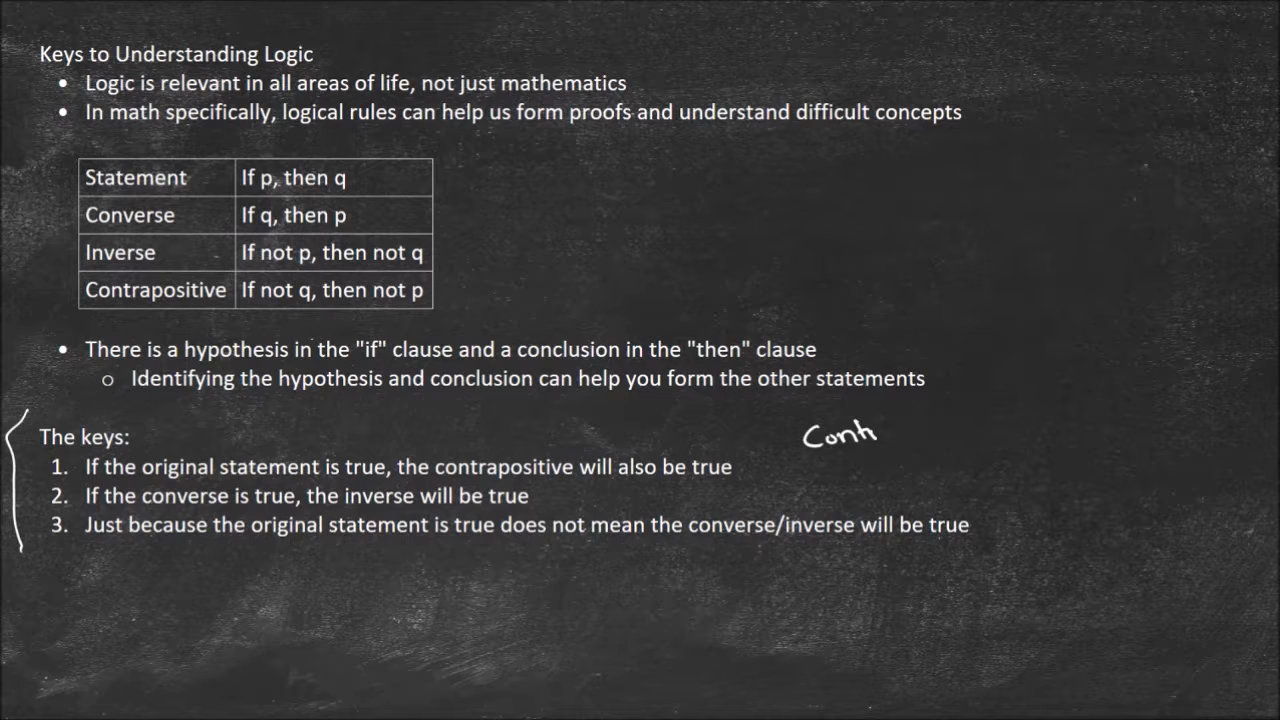 Keys to Understanding Logic
• Logic is relevant in all areas of life, not just mathematics
• In math specifically, logical rules can help us form proofs and understand difficult concepts
Statement If p, then q
Converse If q, then p
Inverse If not p, then not q
Contrapositive If not q, then not p
• There is a hypothesis in the "if" clause and a conclusion in the "then" clause
o Identifying the hypothesis and conclusion can help you form the other statements
The keys:
1. If the original statement is true, the contrapositive will also be true
2. If the converse is true, the inverse will be true
3. Just because the original statement is true does not mean the converse/inverse will be true